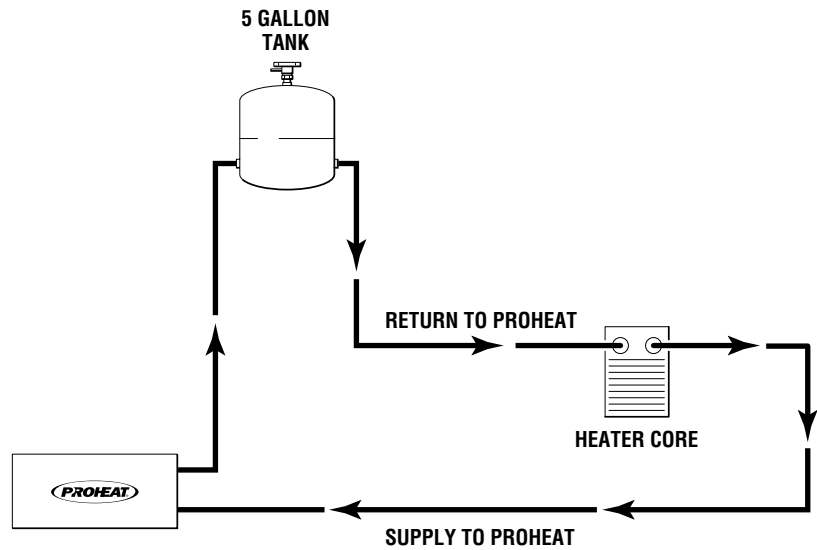 5 GALLON
TANK
RETURN TO PROHEAT
HEATER CORE
PROHEAT
SUPPLY TO PROHEAT